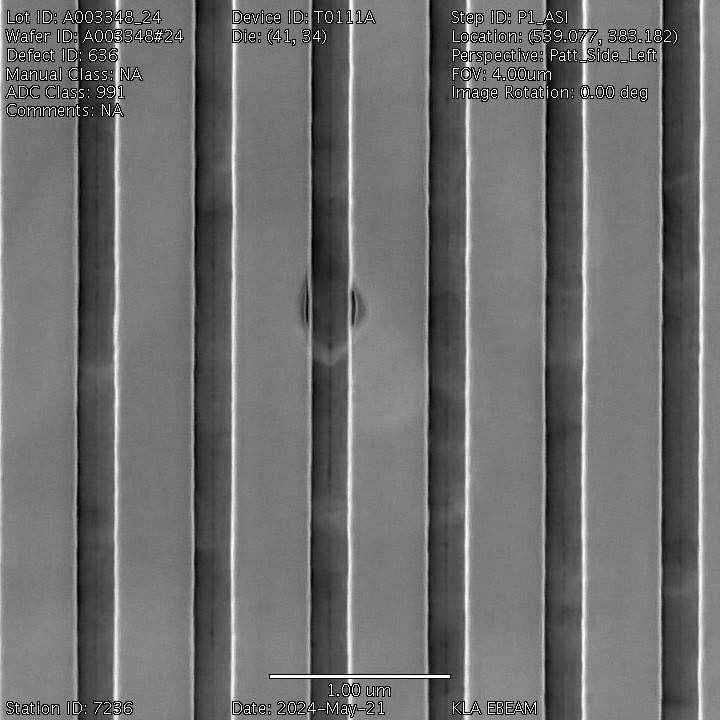 Lot ID: A003348_24
Wafer ID: A003348#24
Defect ID: 636
Manual Class: NA
ADC Class: 991
Comments: NA
Device ID: T0111A
Die: (41, 34)
Step ID: P1_ASI
Location: (539.077, 383.182)
Perspective: Patt_Side_Left
FOV: 4.00um
Image Rotation: 0.00 deg
1.00 um
Station ID: 7236
Date: 2024-May-21
KLA EBEAM